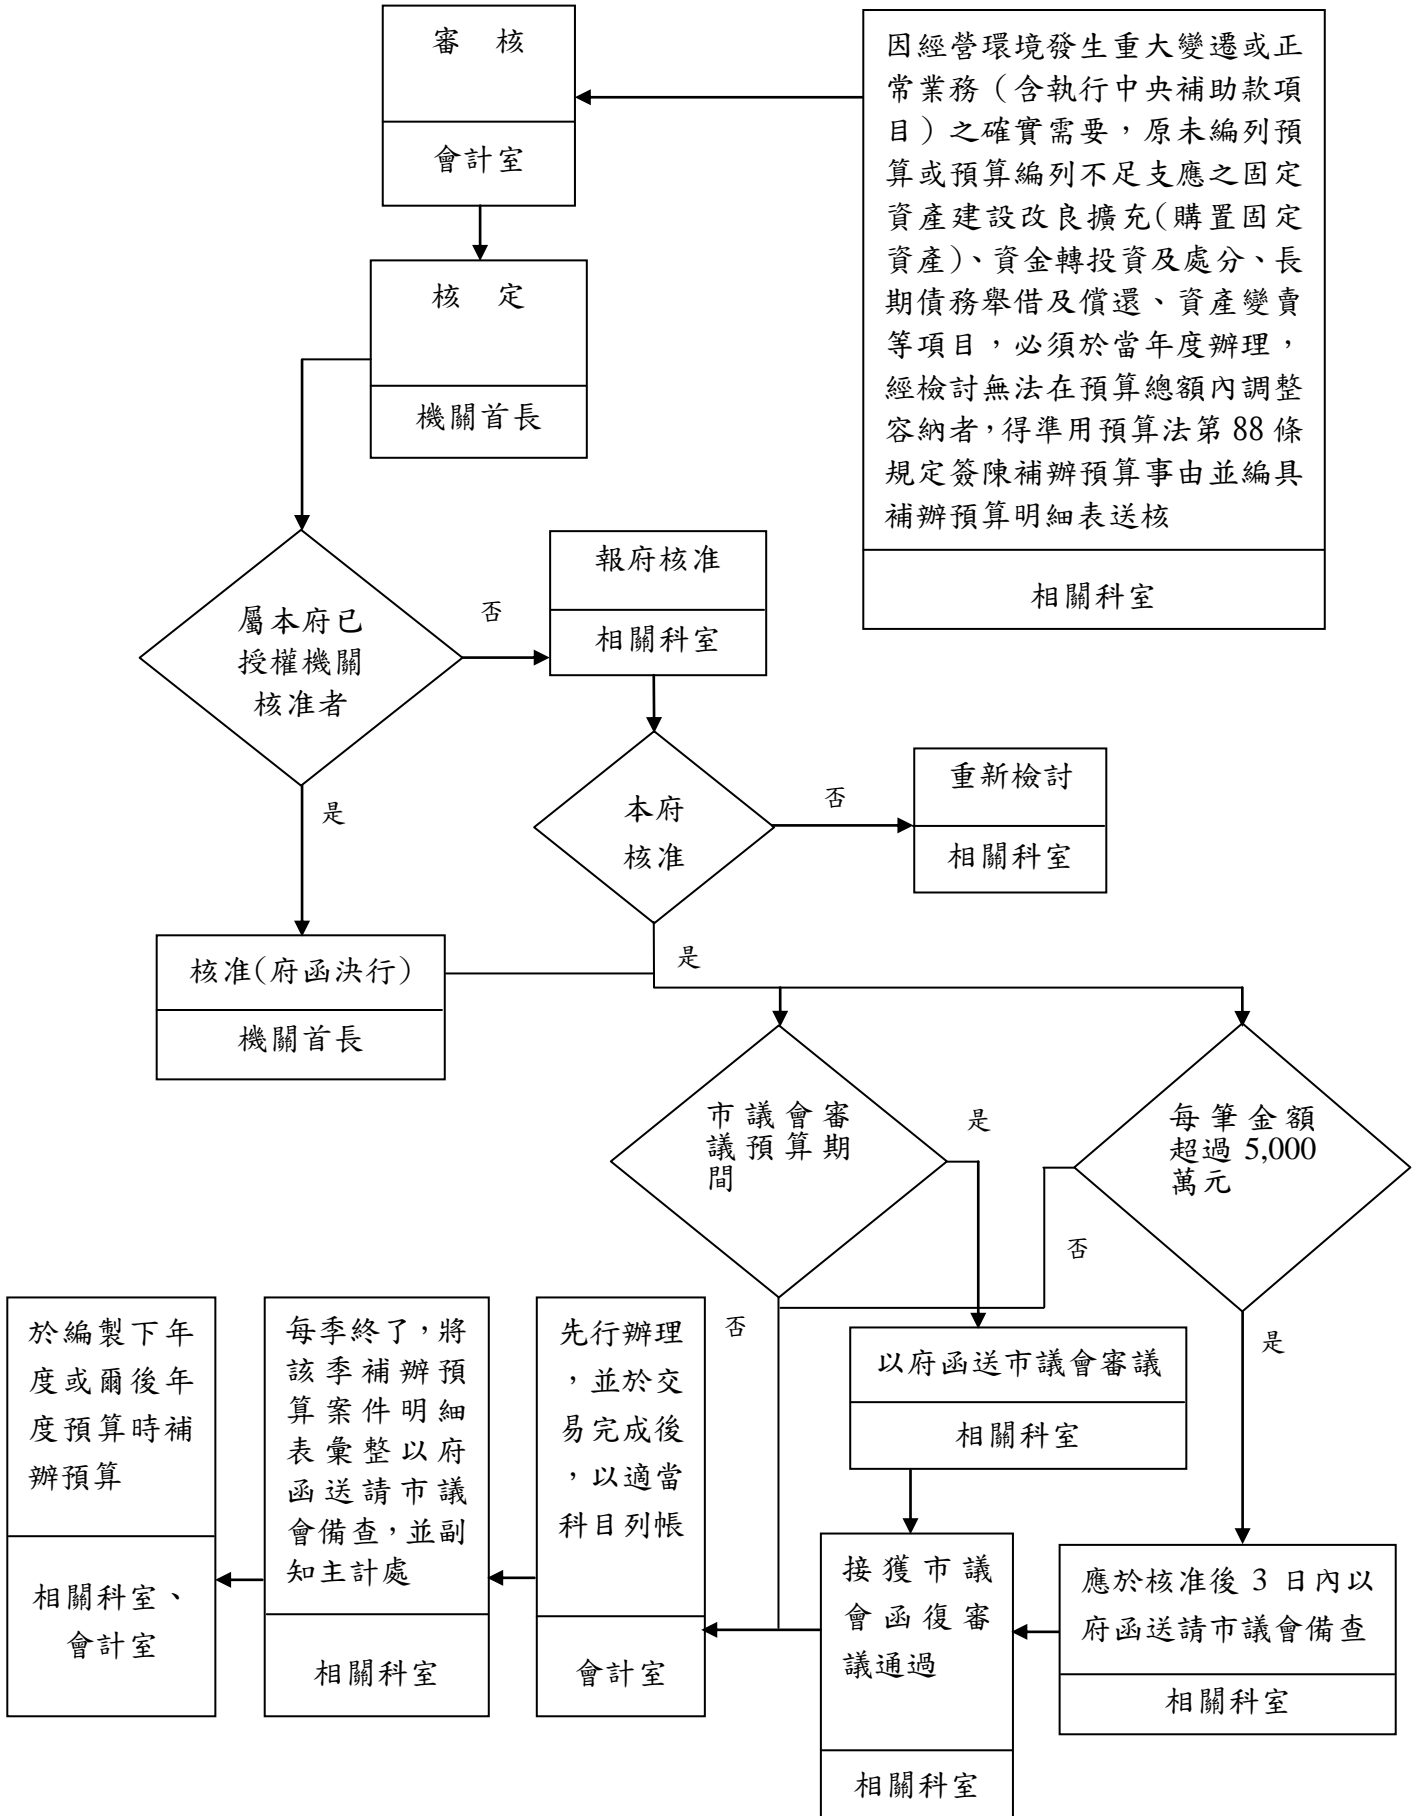 審 核
會計室
因經營環境發生重大變遷或正
常業務（含執行中央補助款項
目）之確實需要，原未編列預
算或預算編列不足支應之固定
資產建設改良擴充(購置固定
資產)、資金轉投資及處分、長
期債務舉借及償還、資產變賣
等項目，必須於當年度辦理，
經檢討無法在預算總額內調整
容納者，得準用預算法第 88 條
規定簽陳補辦預算事由並編具
補辦預算明細表送核
相關科室
核 定
機關首長
屬本府已
授權機關
核准者
否
是
報府核准
相關科室
本府
核准
否
是
重新檢討
相關科室
核准(府函決行)
機關首長
市議會審
議預算期
間
是
否
每筆金額
超過 5,000
萬元
否
是
以府函送市議會審議
相關科室
應於核准後 3 日內以
府函送請市議會備查
相關科室
接獲市議
會函復審
議通過
相關科室
先行辦理
，並於交
易完成後
，以適當
科目列帳
會計室
每季終了，將
該季補辦預
算案件明細
表彙整以府
函送請市議
會備查，並副
知主計處
相關科室
於編製下年
度或爾後年
度預算時補
辦預算
相關科室、
會計室